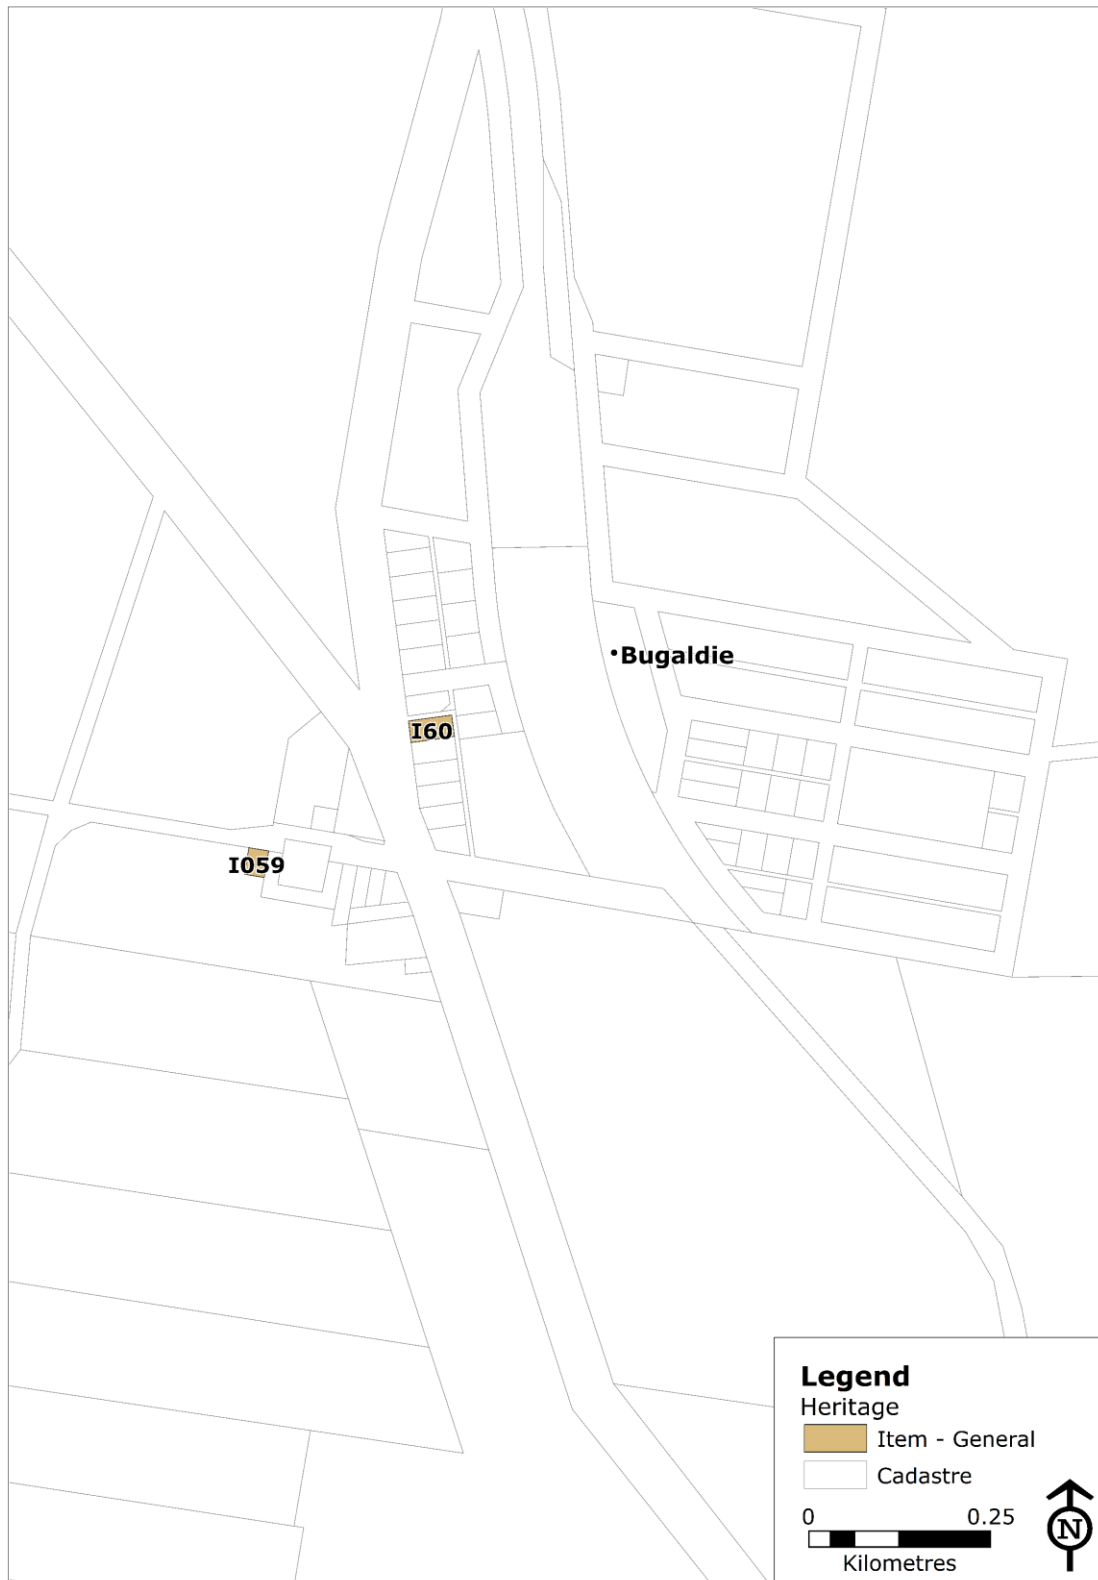 Bugaldie
I60
I059
Legend
Heritage
Item - General
Cadastre
0 0.25
Kilometres
N